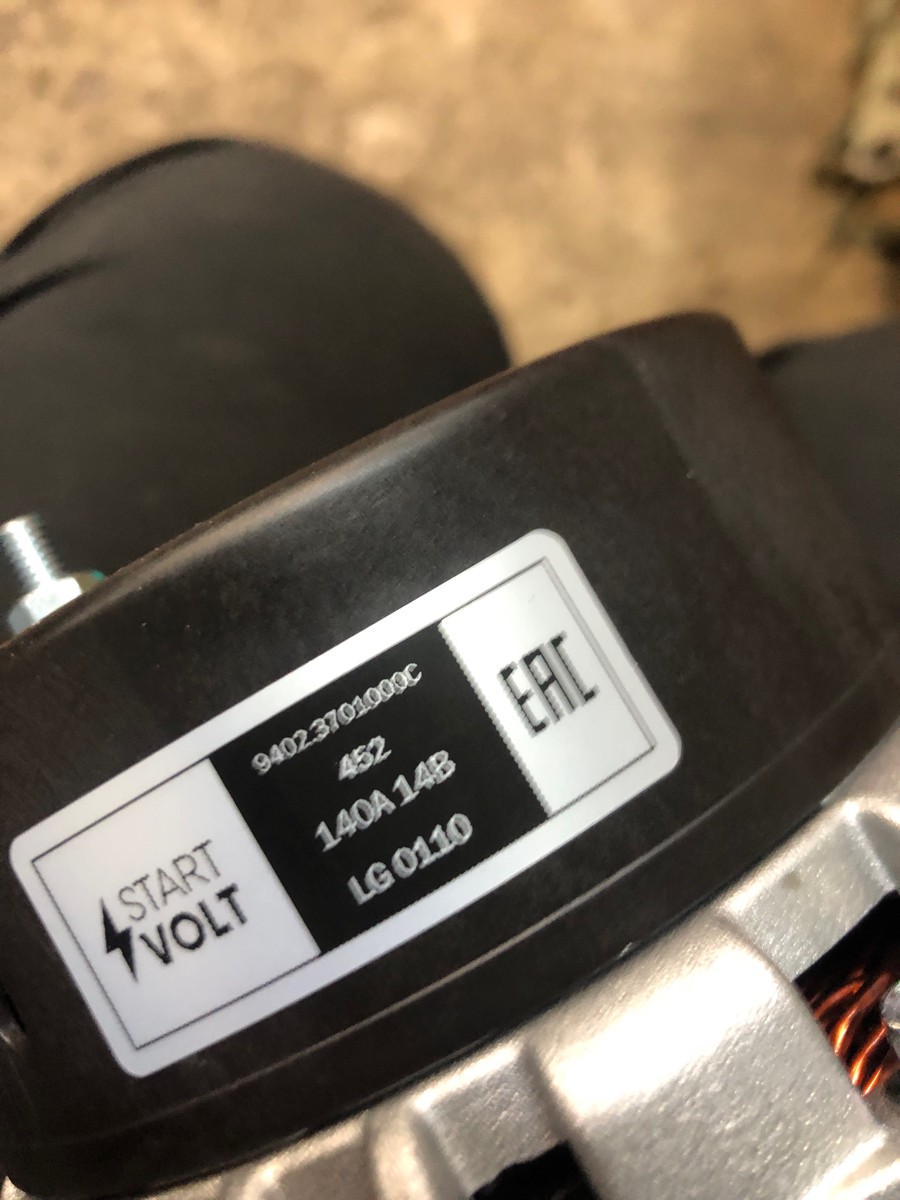 START
VOLT
9402.3701000C
452
140A 14B
LG 0110
EAC